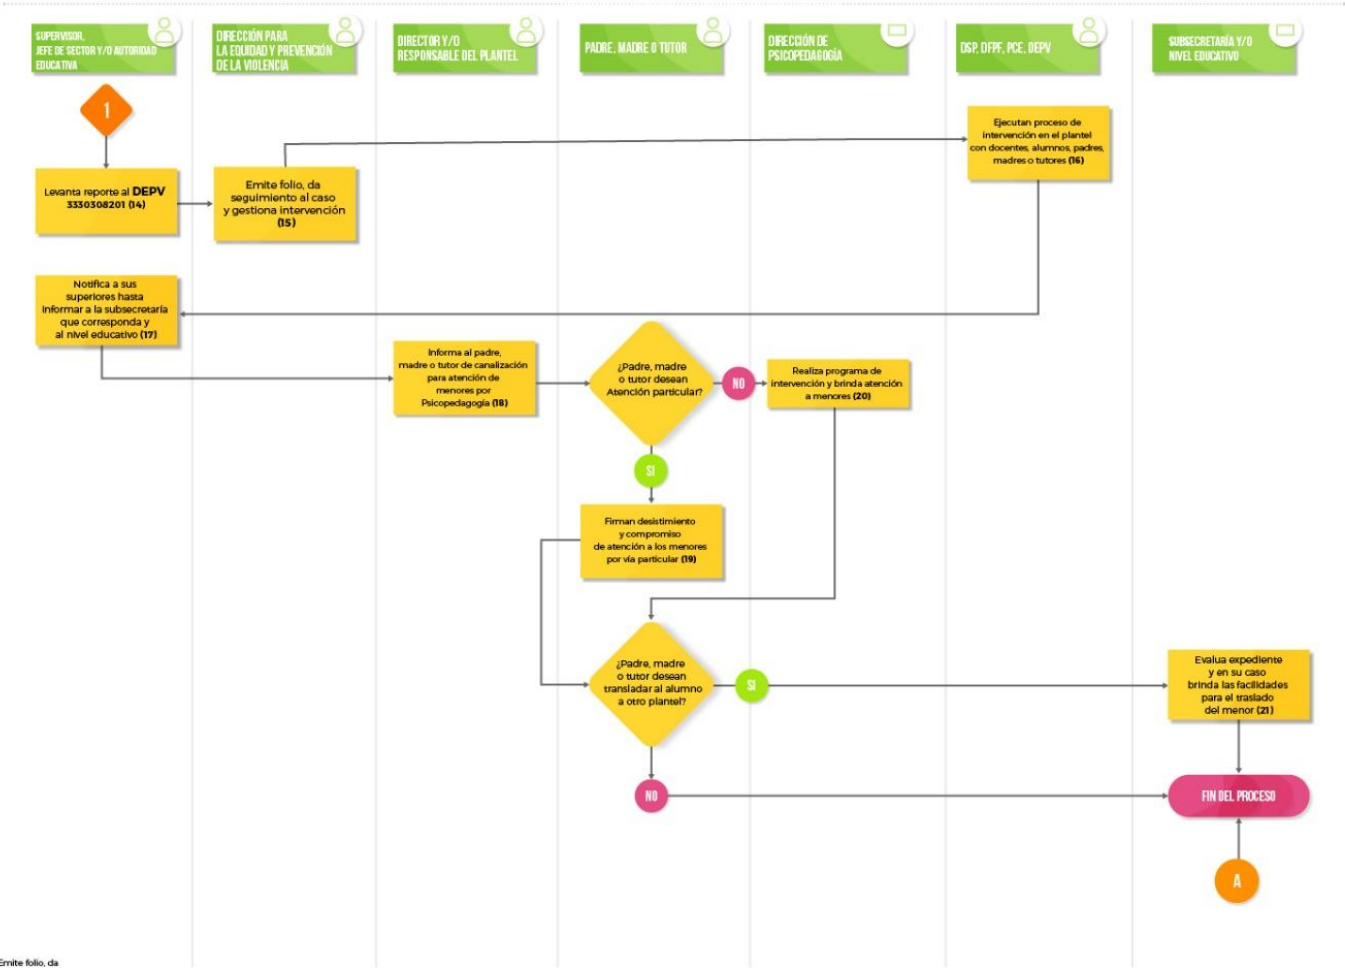 SUPERVISOR,
JEFE DE SECTOR Y/O AUTORIDAD
EDUCATIVA
DIRECCIÓN PARA
LA EQUIDAD Y PREVENCIÓN
DE LA VIOLENCIA
DIRECTOR Y/O
RESPONSABLE DEL PLANTEL
PADRE, MADRE O TUTOR
DIRECCIÓN DE
PSICOPEDAGOGÍA
DSP, DFPF, PCE, DEPV
SUBSECRETARÍA Y/O
NIVEL EDUCATIVO
1
Levanta reporte al DEPV
3330308201 (14)
Emite folio, da
seguimiento al caso
y gestiona intervención
(15)
Ejecutan proceso de
intervención en el plantel
con docentes, alumnos, padres,
madres o tutores (16)
Notifica a sus
superiores hasta
informar a la subsecretaría
que corresponda y
al nivel educativo (17)
Informa al padre,
madre o tutor de canalización
para atención de
menores por
Psicopedagogía (18)
¿Padre, madre
o tutor desean
Atención particular?
NO
Realiza programa de
intervención y brinda atención
a menores (20)
SI
Firman desistimiento
y compromiso
de atención a los menores
por vía particular (19)
¿Padre, madre
o tutor desean
transladar al alumno
a otro plantel?
SI
Evalua expediente
y en su caso
brinda las facilidades
para el traslado
del menor (21)
NO
FIN DEL PROCESO
A
Emite folio, da